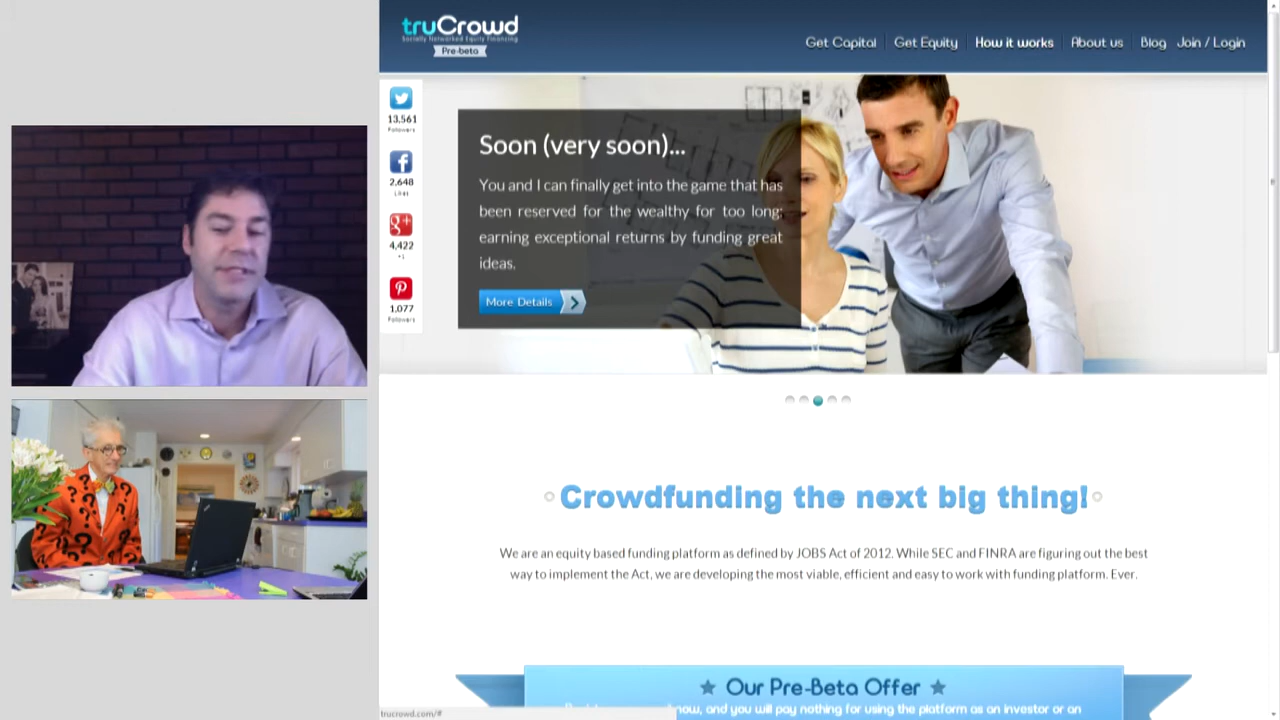 truCrowd
Socially Networked Equity Financing
Pre-beta
Get Capital
Get Equity
How it works
About us
Blog
Join / Login
13,561
Followers
2,648
Likes
4,422
+1
1,077
Followers
Soon (very soon)...
You and I can finally get into the game that has
been reserved for the wealthy for too long;
earning exceptional returns by funding great
ideas.
More Details
Crowdfunding the next big thing!
We are an equity based funding platform as defined by JOBS Act of 2012. While SEC and FINRA are figuring out the best
way to implement the Act, we are developing the most viable, efficient and easy to work with funding platform. Ever.
Our Pre-Beta Offer
now, and you will pay nothing for using the platform as an investor or an
trucrowd.com/#